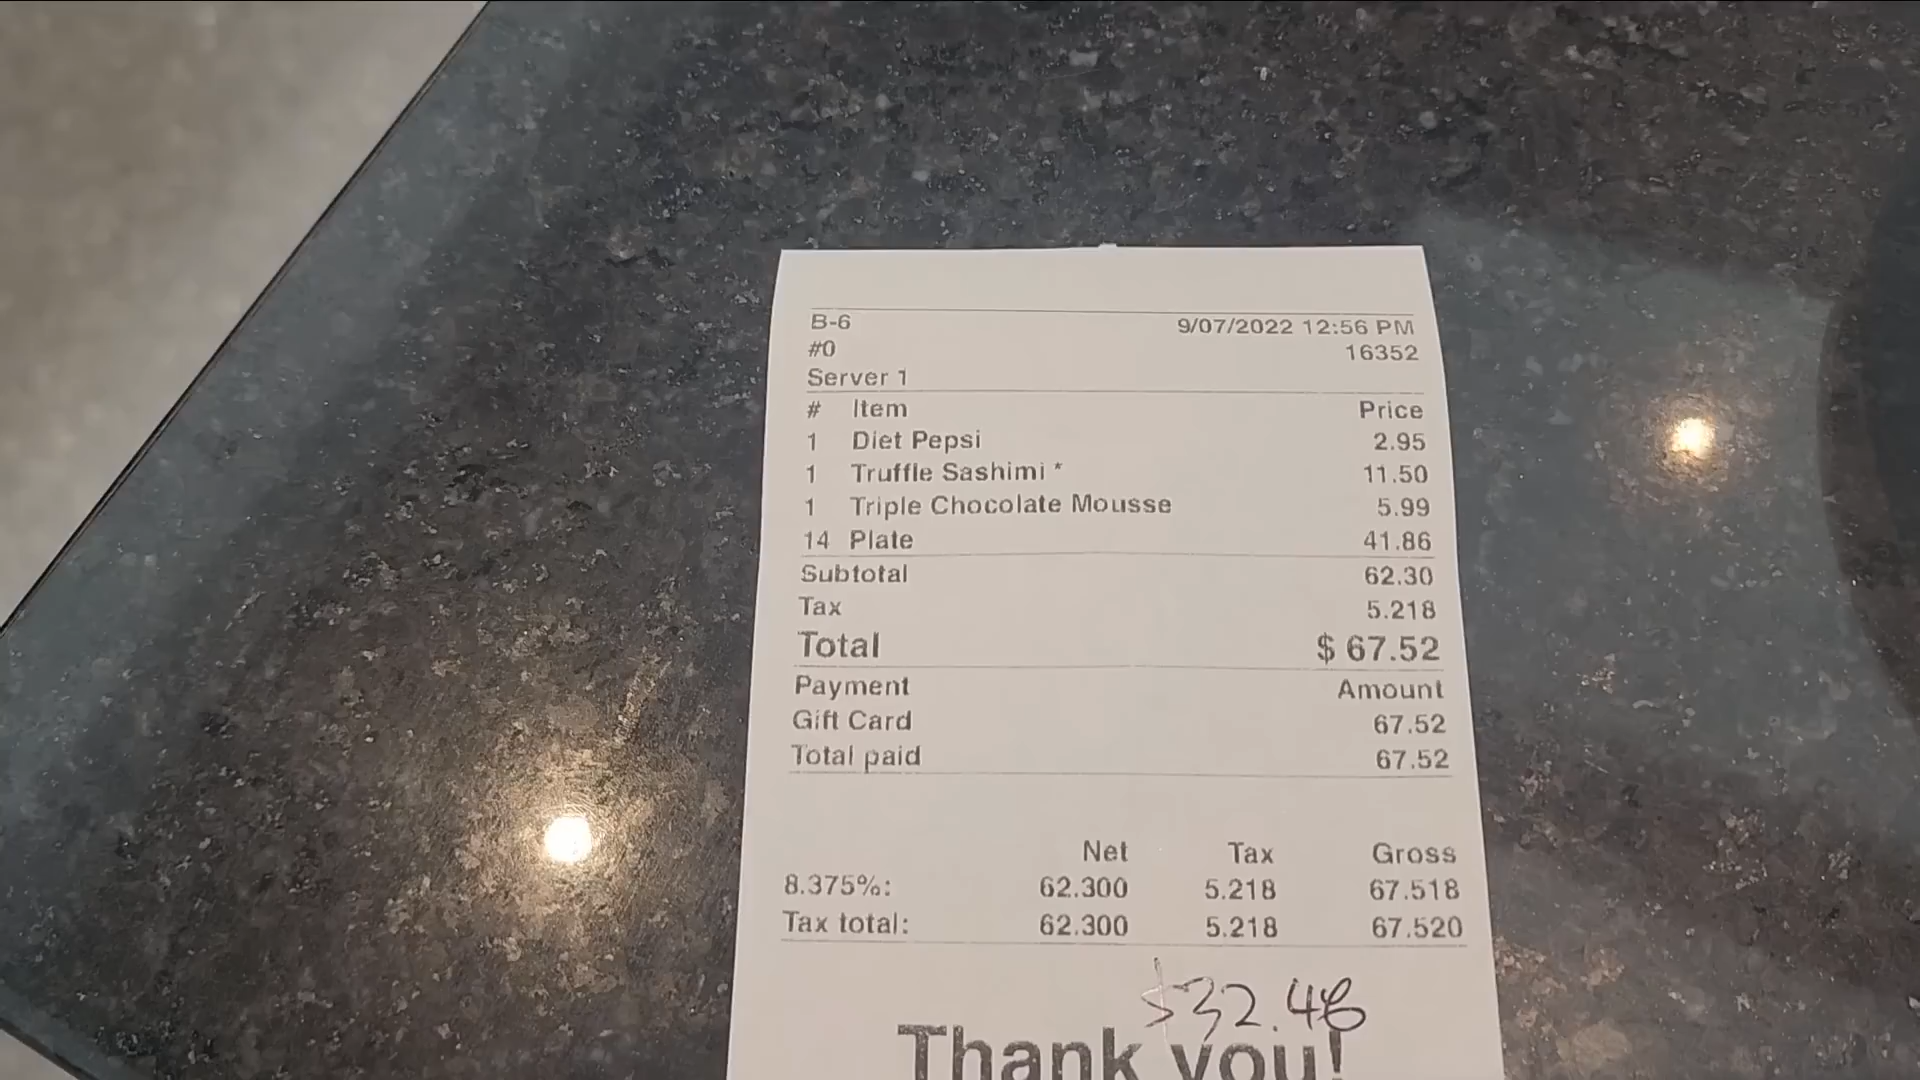 B-6 9/07/2022 12:56 PM
#0 16352
Server 1
# Item Price
1 Diet Pepsi 2.95
1 Truffle Sashimi * 11.50
1 Triple Chocolate Mousse 5.99
14 Plate 41.86
Subtotal 62.30
Tax 5.218
Total $ 67.52
Payment Amount
Gift Card 67.52
Total paid 67.52
Net Tax Gross
8.375%: 62.300 5.218 67.518
Tax total: 62.300 5.218 67.520
$32.48
Thank you!